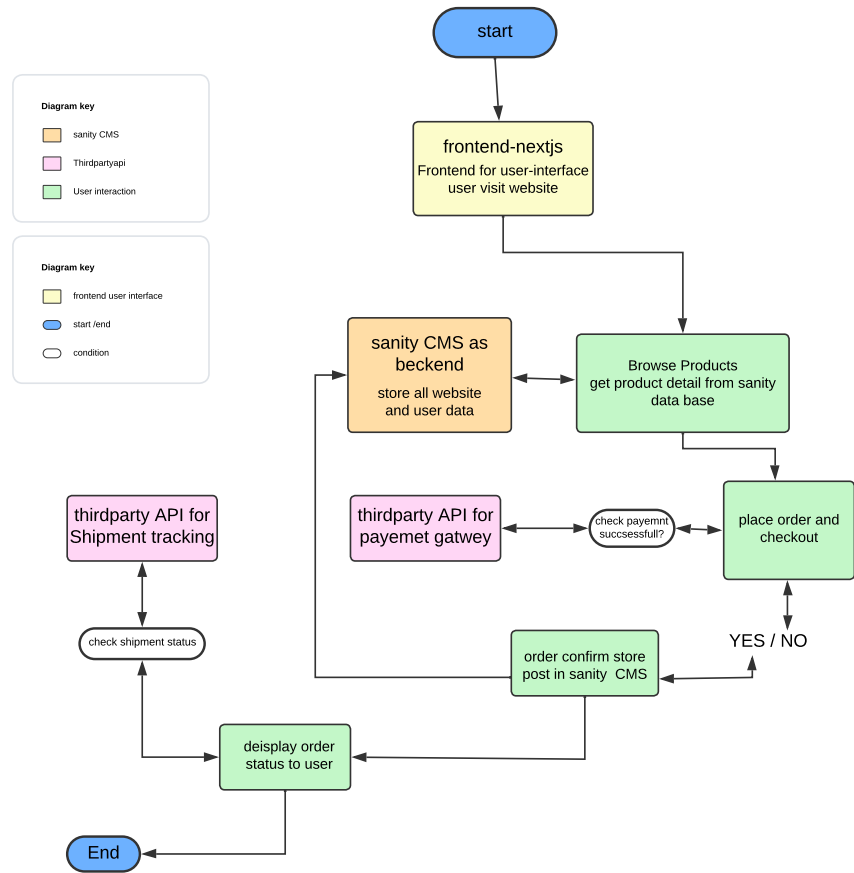 start
Diagram key
sanity CMS
Thirdpartyapi
User interaction
frontend-nextjs
Frontend for user-interface
user visit website
Diagram key
frontend user interface
start /end
condition
sanity CMS as
beckend
store all website
and user data
Browse Products
get product detail from sanity
data base
thirdparty API for
Shipment tracking
thirdparty API for
payemet gatwey
check payemnt
succsessfull?
place order and
checkout
YES / NO
check shipment status
order confirm store
post in sanity CMS
deisplay order
status to user
End